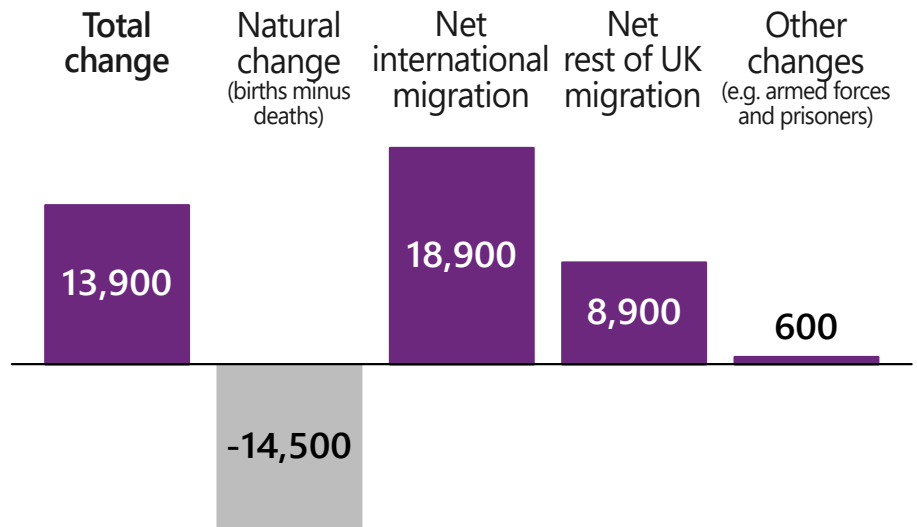 Total
change
Natural
change
(births minus
deaths)
Net
international
migration
Net
rest of UK
migration
Other
changes
(e.g. armed forces
and prisoners)
13,900
-14,500
18,900
8,900
600